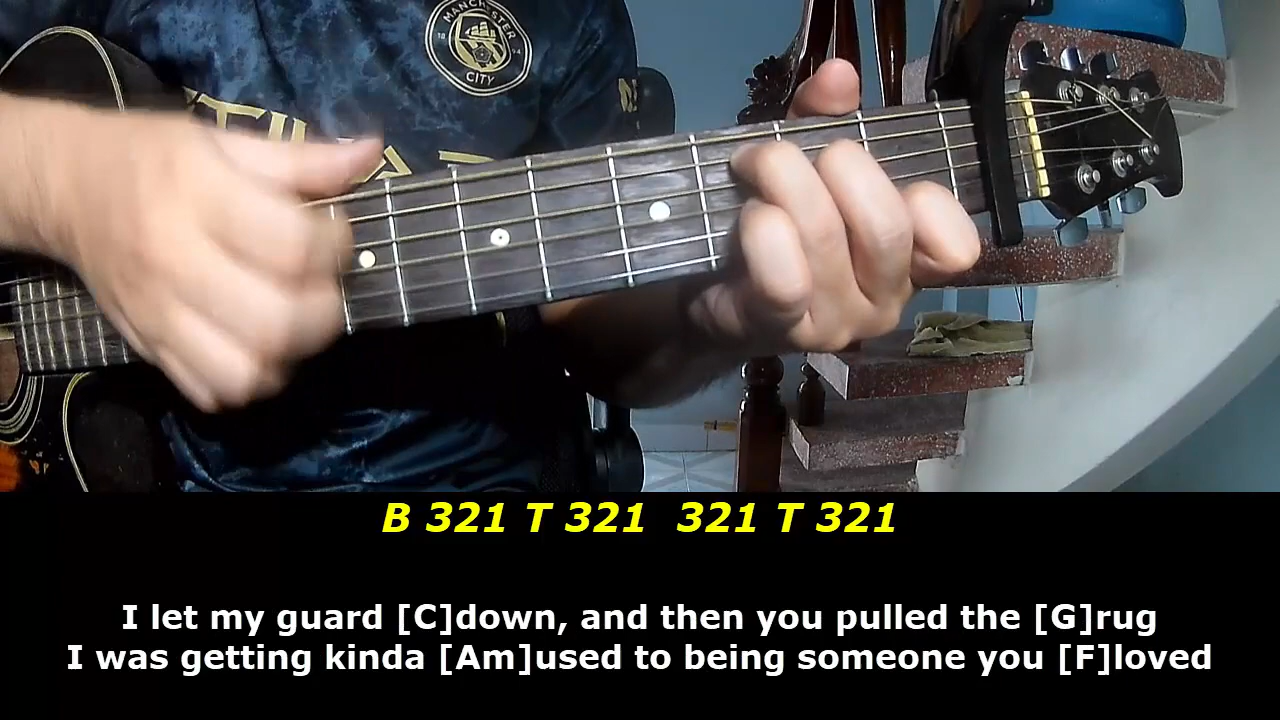 MANCHESTER
18
CITY
B 321 T 321  321 T 321
I let my guard [C]down, and then you pulled the [G]rug
I was getting kinda [Am]used to being someone you [F]loved